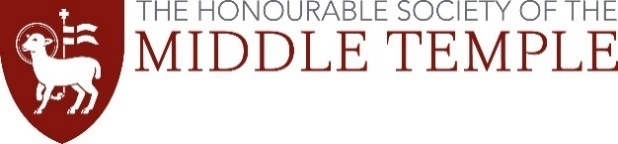 THE HONOURABLE SOCIETY OF THE
MIDDLE TEMPLE